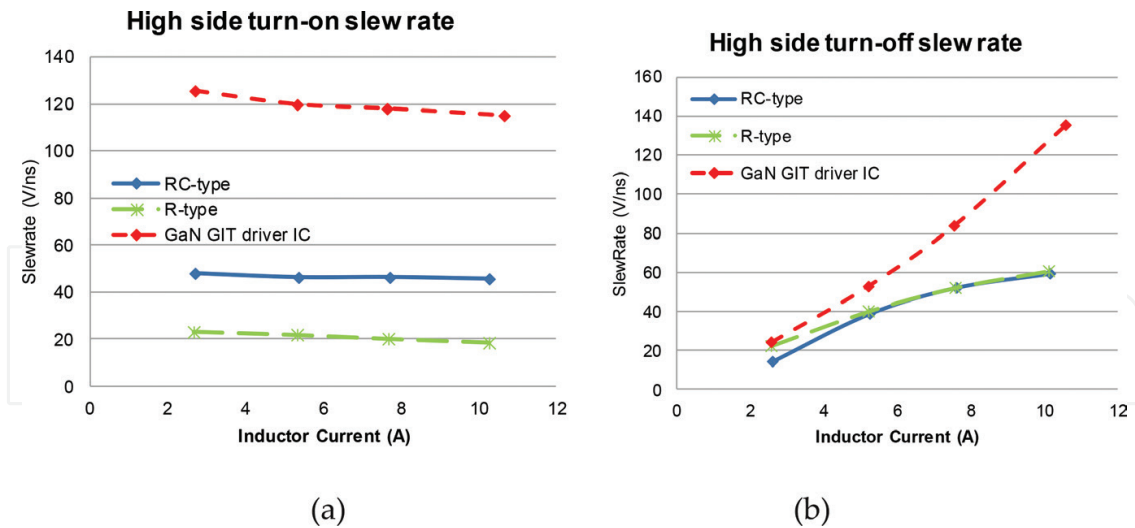 High side turn-on slew rate
140
120
100
80
60
40
20
0
Slewrate (V/ns)
RC-type
R-type
GaN GIT driver IC
0 2 4 6 8 10 12
Inductor Current (A)
(a)
High side turn-off slew rate
160
140
120
100
80
60
40
20
0
SlewRate (V/ns)
RC-type
R-type
GaN GIT driver IC
0 2 4 6 8 10 12
Inductor Current (A)
(b)